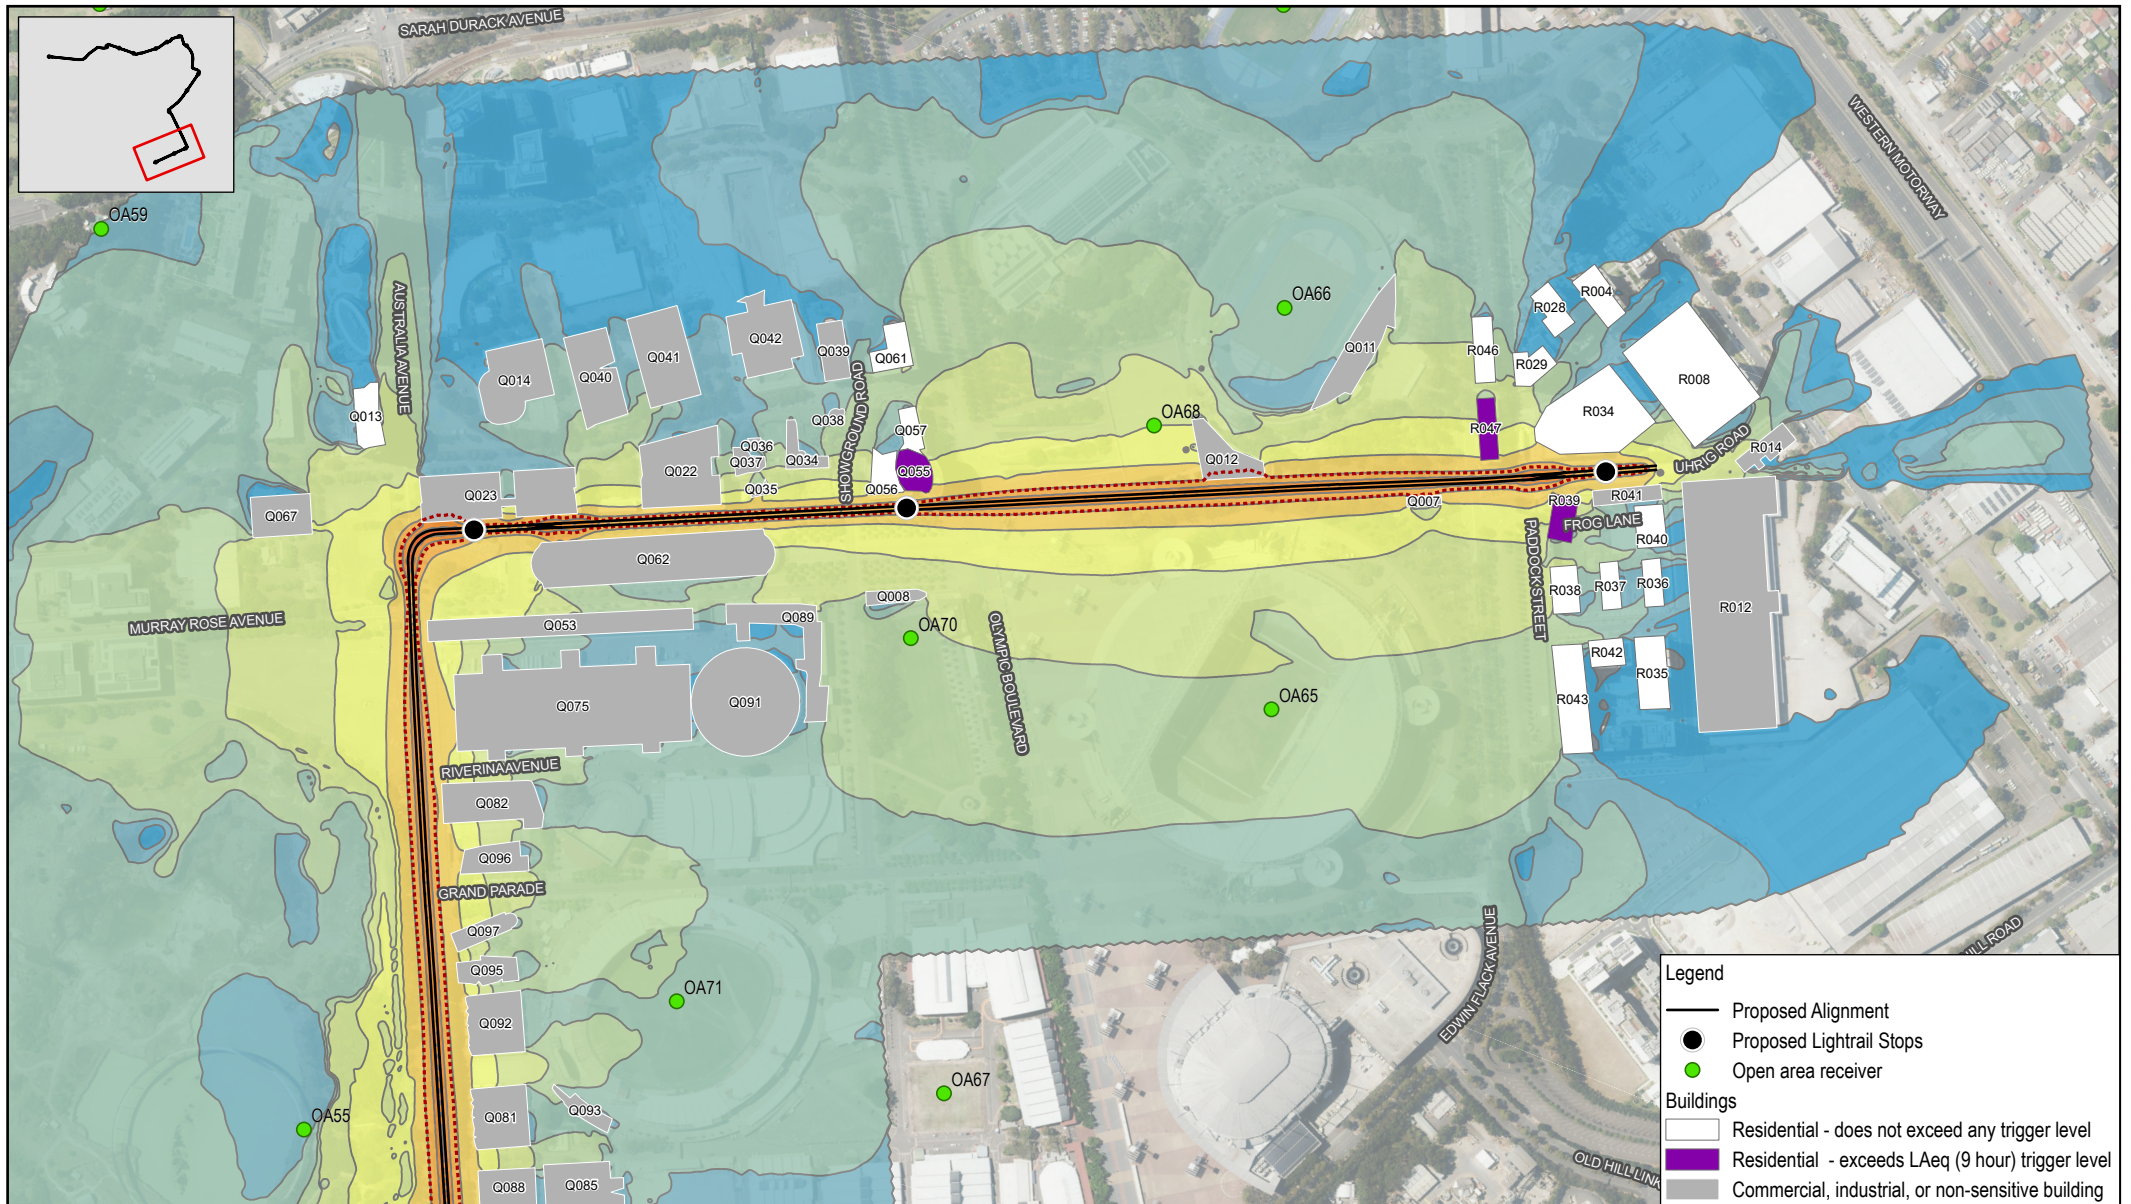 SARAH DURACK AVENUE
WESTERN MOTORWAY
OA59
AUSTRALIA AVENUE
OA66
R004
R028
Q042
Q039
Q061
Q041
Q011
R046
R029
R008
Q014
Q040
SHOWGROUND ROAD
Q013
OA68
R034
Q038
Q057
R047
Q036
Q037
Q034
Q022
Q055
Q012
UHRIG ROAD
R014
Q035
Q056
Q023
Q067
Q007
R039
R041
FROG LANE
R040
PADDOCK STREET
Q062
R038
R037
R036
R012
Q008
Q089
MURRAY ROSE AVENUE
Q053
OA70
OLYMPIC BOULEVARD
R042
R035
R043
Q075
Q091
OA65
RIVERINA AVENUE
Q082
Q096
GRAND PARADE
Q097
Q095
OA71
Q092
EDWIN FLACK AVENUE
HILL ROAD
OA67
OA55
Q081
Q093
OLD HILL LINK
Q088
Q085
Legend
Proposed Alignment
Proposed Lightrail Stops
Open area receiver
Buildings
Residential - does not exceed any trigger level
Residential - exceeds LAeq (9 hour) trigger level
Commercial, industrial, or non-sensitive building